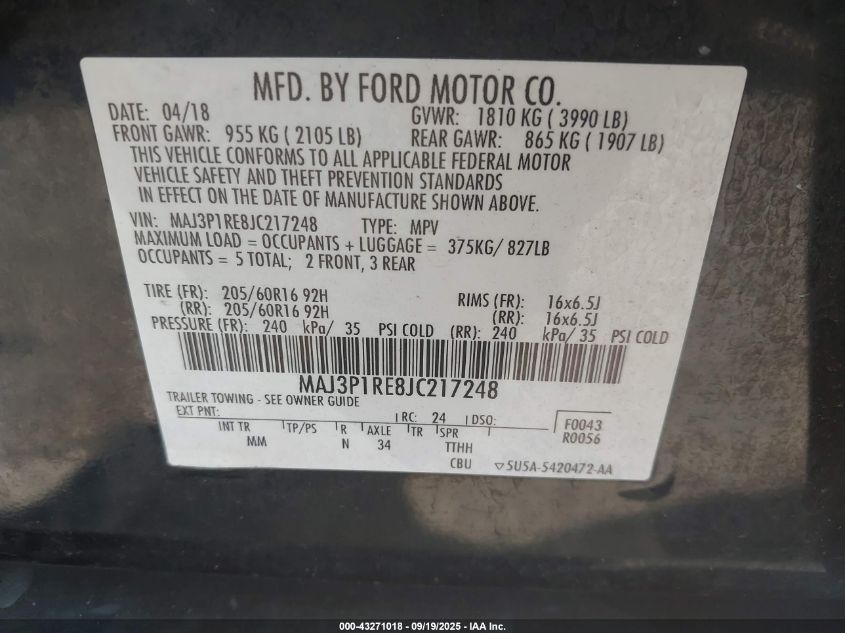 MFD. BY FORD MOTOR CO.
DATE: 04/18 GVWR: 1810 KG ( 3990 LB)
FRONT GAWR: 955 KG ( 2105 LB) REAR GAWR: 865 KG ( 1907 LB)
THIS VEHICLE CONFORMS TO ALL APPLICABLE FEDERAL MOTOR
VEHICLE SAFETY AND THEFT PREVENTION STANDARDS
IN EFFECT ON THE DATE OF MANUFACTURE SHOWN ABOVE.
VIN: MAJ3P1RE8JC217248 TYPE: MPV
MAXIMUM LOAD = OCCUPANTS + LUGGAGE = 375KG/ 827LB
OCCUPANTS = 5 TOTAL; 2 FRONT, 3 REAR
TIRE (FR): 205/60R16 92H RIMS (FR): 16x6.5J
(RR): 205/60R16 92H (RR): 16x6.5J
PRESSURE (FR): 240 kPa/ 35 PSI COLD (RR): 240 kPa/ 35 PSI COLD
MAJ3P1RE8JC217248
TRAILER TOWING - SEE OWNER GUIDE
EXT PNT: RC: 24 DSO: F0043
INT TR TP/PS R AXLE TR SPR R0056
MM N 34 TTHH
CBU 5U5A-5420472-AA
000-43271018 - 09/19/2025 - IAA Inc.